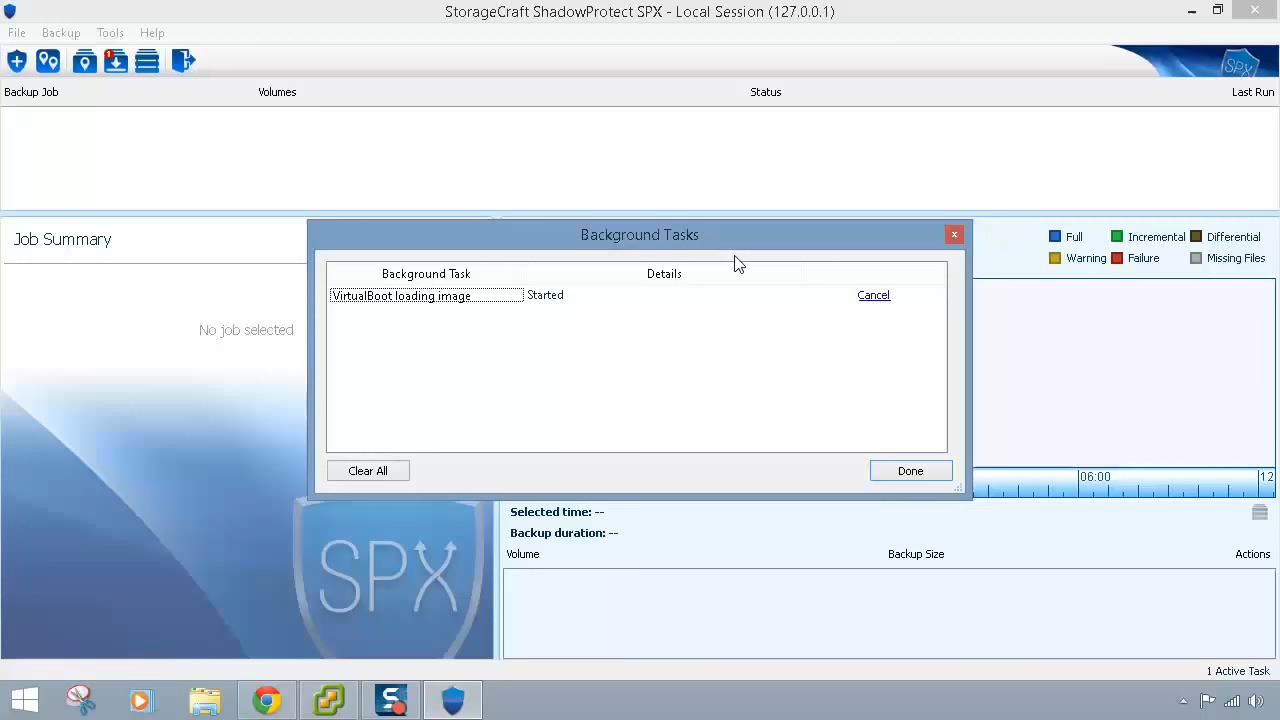 StorageCraft ShadowProtect SPX - Local Session (127.0.0.1)
File Backup Tools Help
1
SPX
Backup Job Volumes Status Last Run
Job Summary
No job selected
Full Incremental Differential
Warning Failure Missing Files
Background Tasks
Background Task Details
VirtualBoot loading image Started Cancel
Clear All Done
06:00 12
Selected time: --
Backup duration: --
Volume Backup Size Actions
SPX
1 Active Task